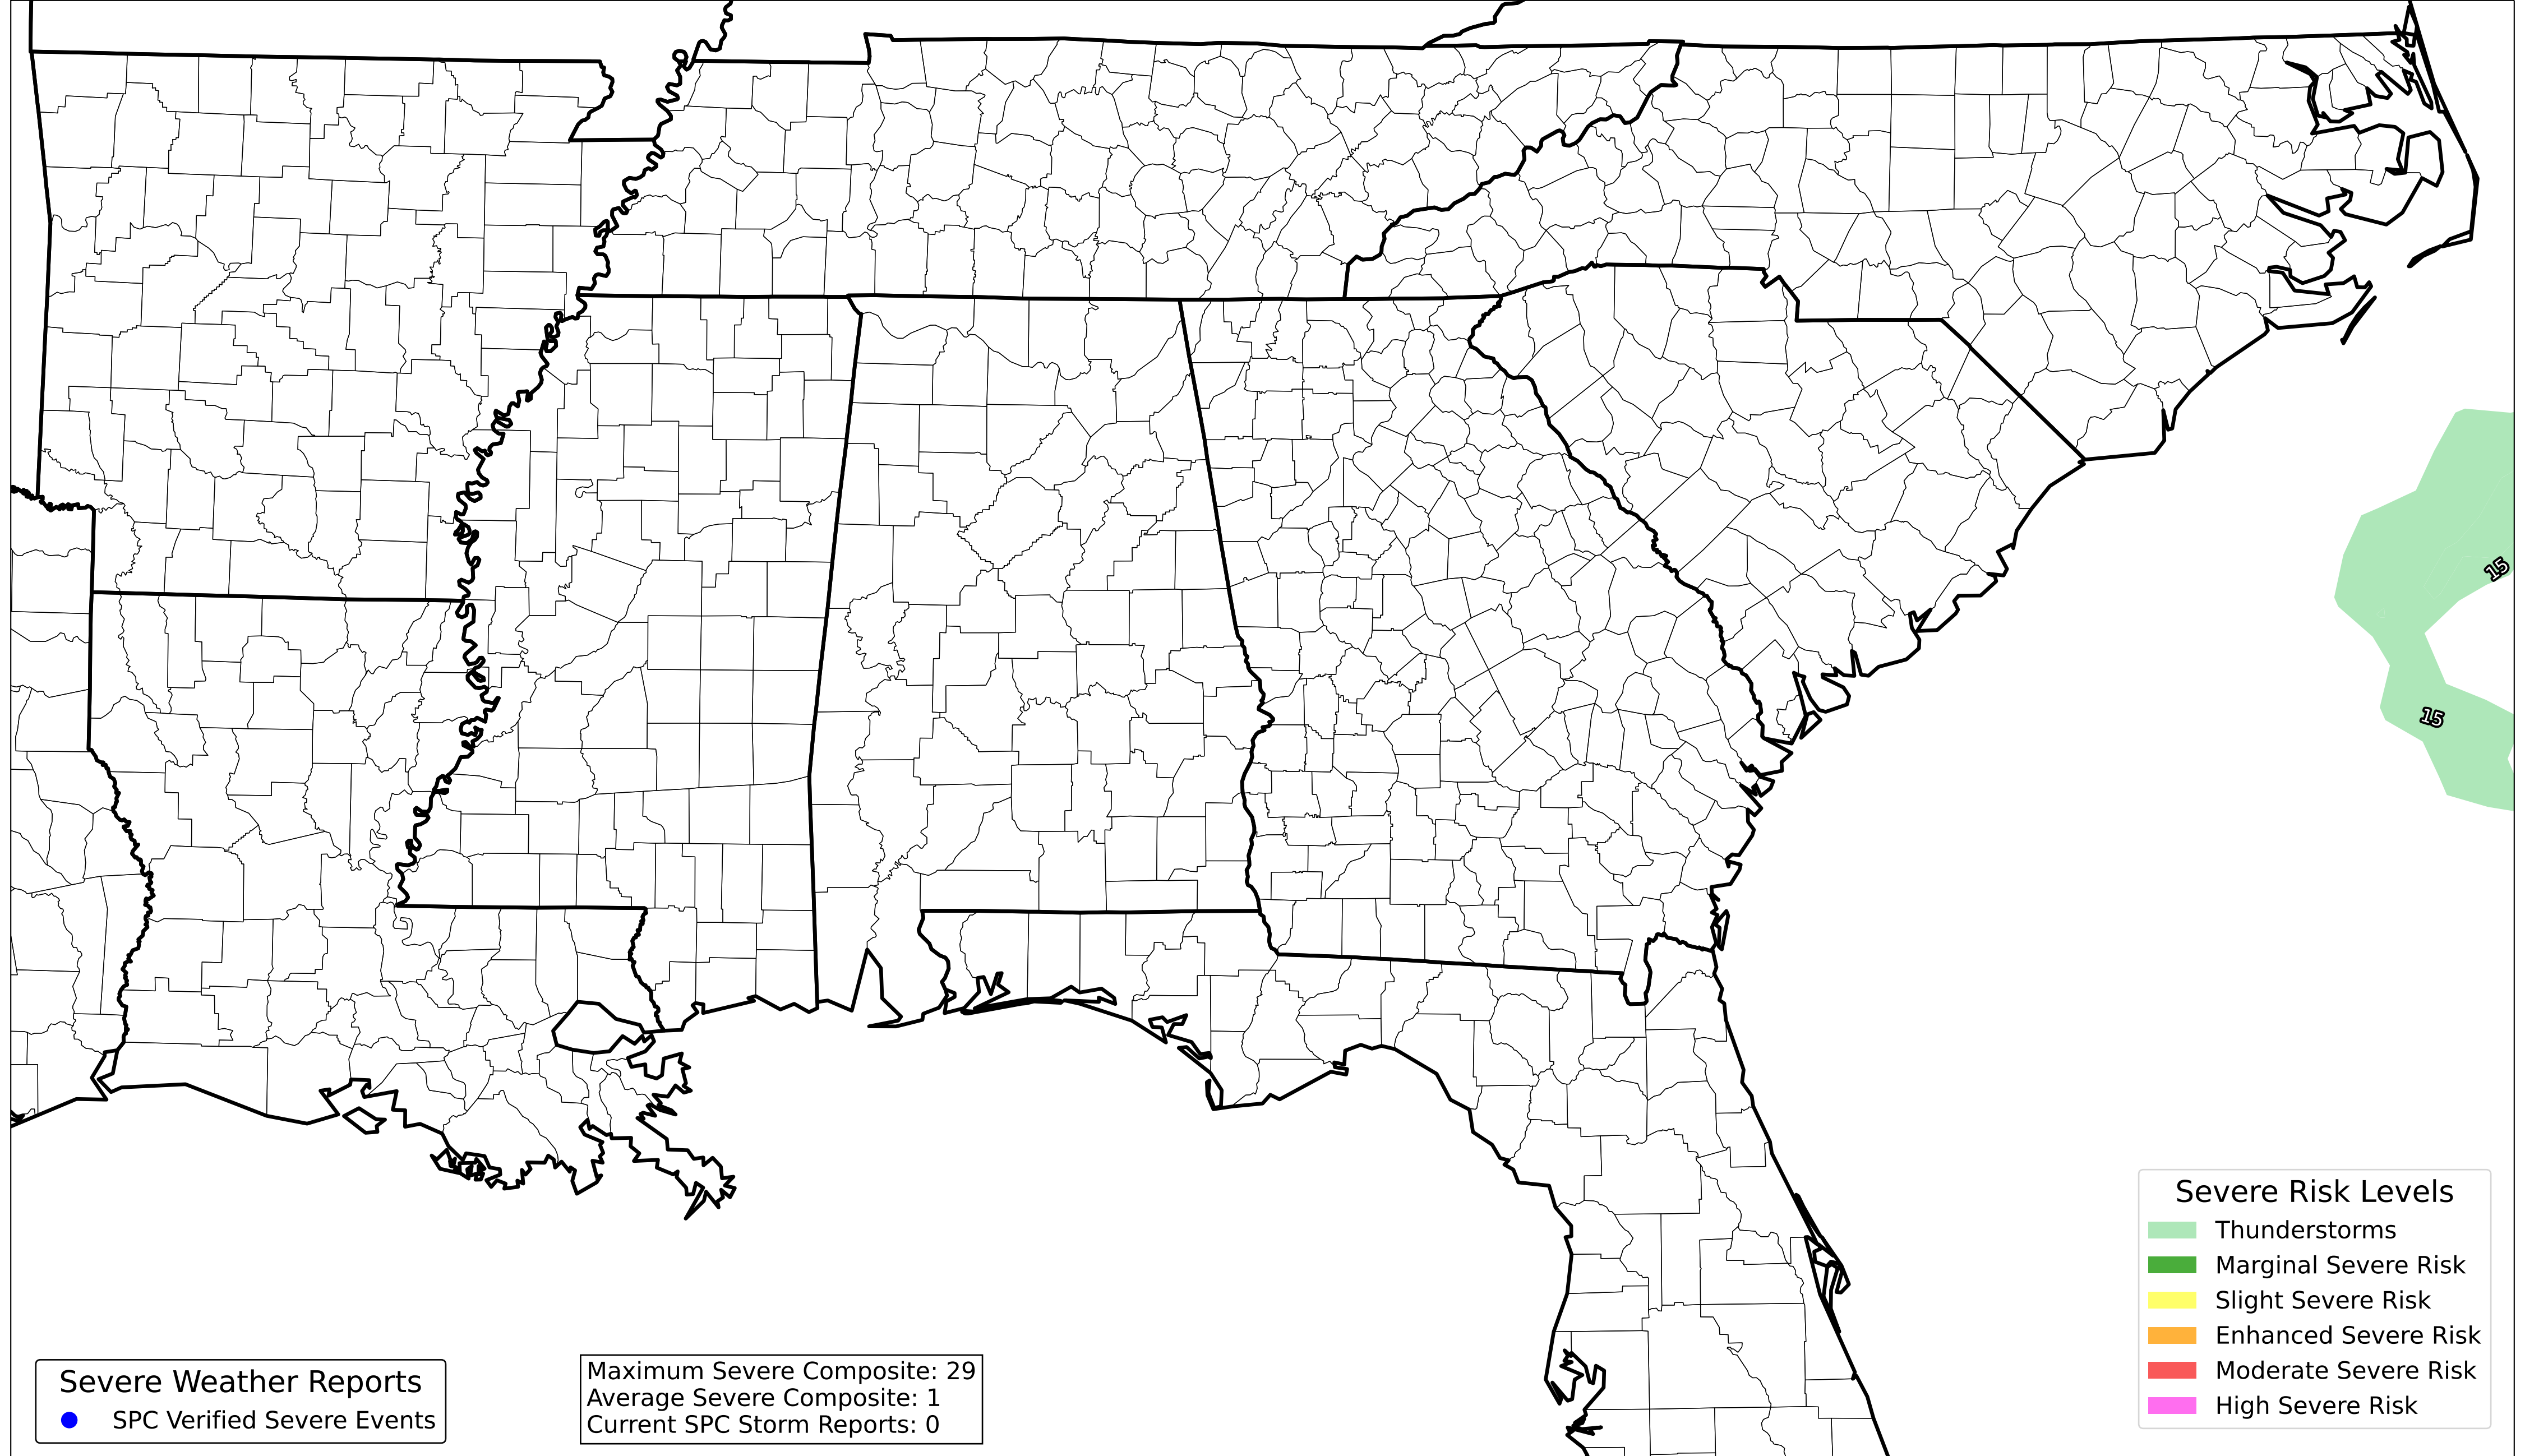 15
15
Severe Risk Levels
Thunderstorms
Marginal Severe Risk
Slight Severe Risk
Enhanced Severe Risk
Moderate Severe Risk
High Severe Risk
Severe Weather Reports
SPC Verified Severe Events
Maximum Severe Composite: 29
Average Severe Composite: 1
Current SPC Storm Reports: 0